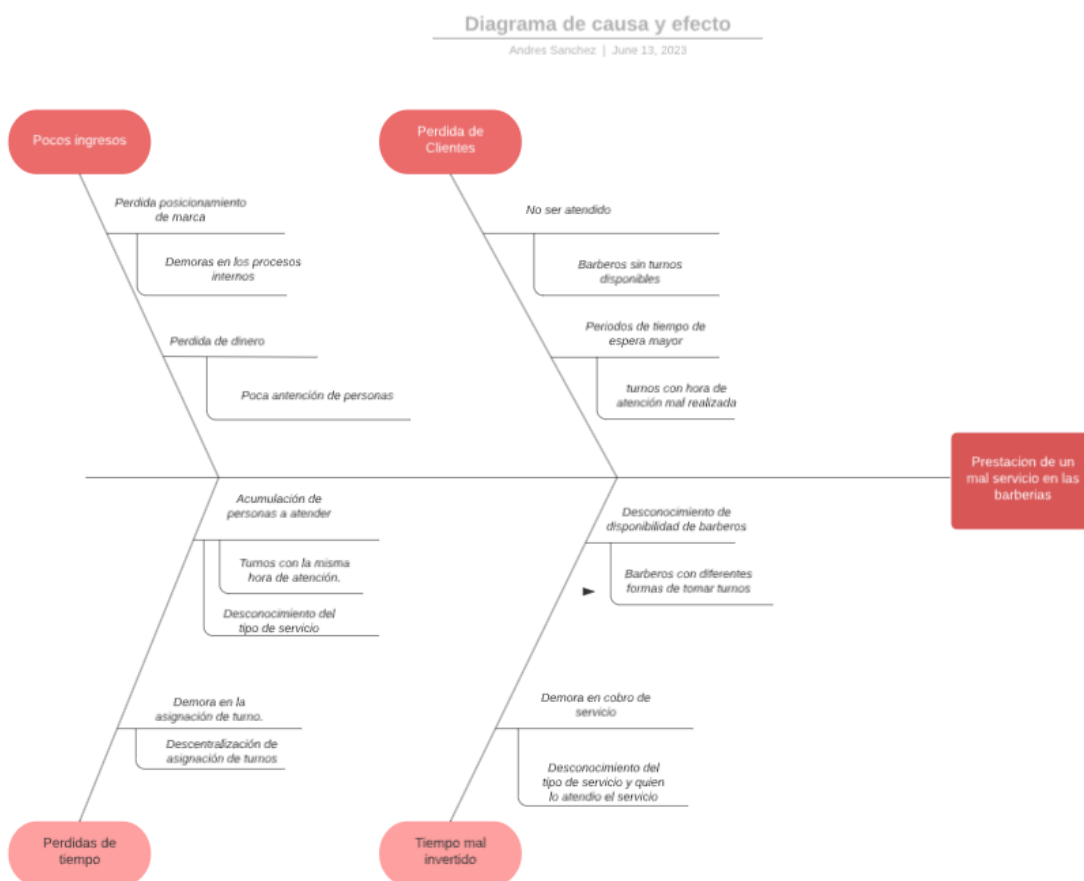 Diagrama de causa y efecto
Andres Sanchez | June 13, 2023
Pocos ingresos
Perdida de
Clientes
Perdida posicionamiento
de marca
Demoras en los procesos
internos
Perdida de dinero
Poca antención de personas
No ser atendido
Barberos sin turnos
disponibles
Periodos de tiempo de
espera mayor
turnos con hora de
atención mal realizada
Prestacion de un
mal servicio en las
barberias
Acumulación de
personas a atender
Turnos con la misma
hora de atención.
Desconocimiento del
tipo de servicio
Demora en la
asignación de turno.
Descentralización de
asignación de turnos
Desconocimiento de
disponibilidad de barberos
Barberos con diferentes
formas de tomar turnos
Demora en cobro de
servicio
Desconocimiento del
tipo de servicio y quien
lo atendio el servicio
Perdidas de
tiempo
Tiempo mal
invertido